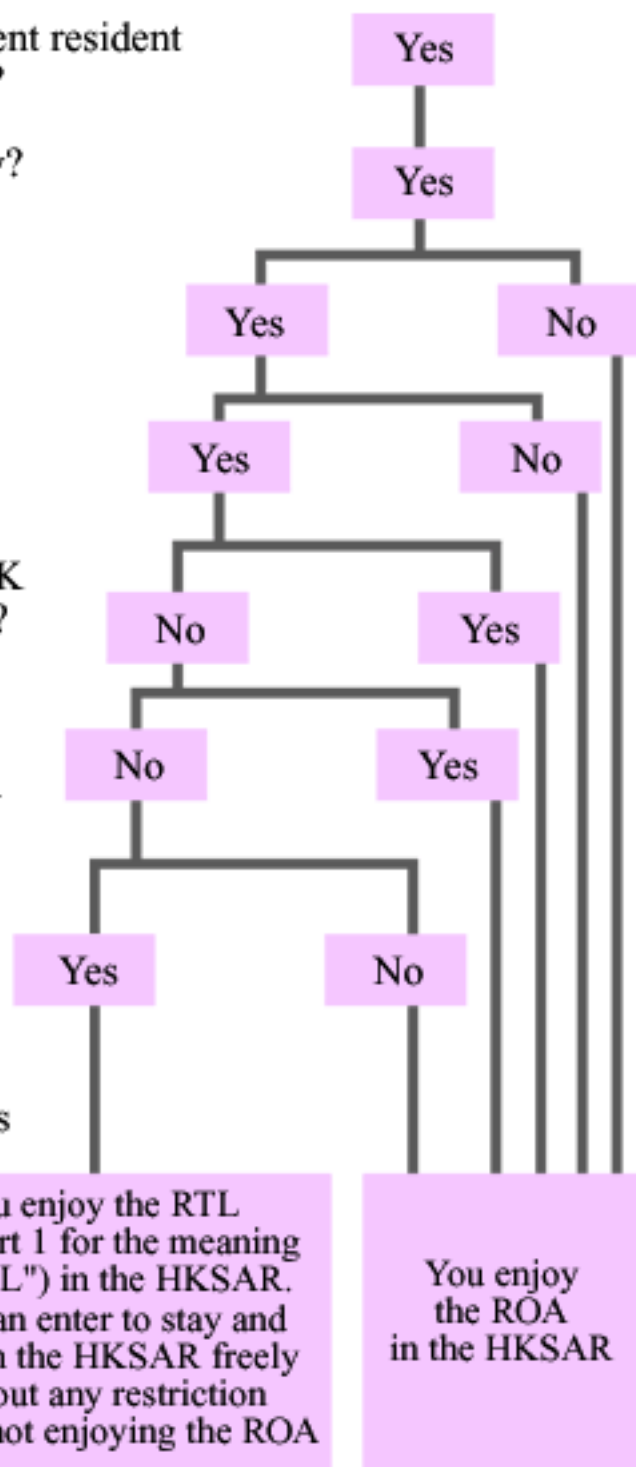 ent resident
Yes
?
y?
Yes
Yes
No
Yes
No
K
?
No
Yes
No
Yes
Yes
No
s
u enjoy the RTL
rt 1 for the meaning
L") in the HKSAR.
an enter to stay and
n the HKSAR freely
out any restriction
not enjoying the ROA
You enjoy
the ROA
in the HKSAR